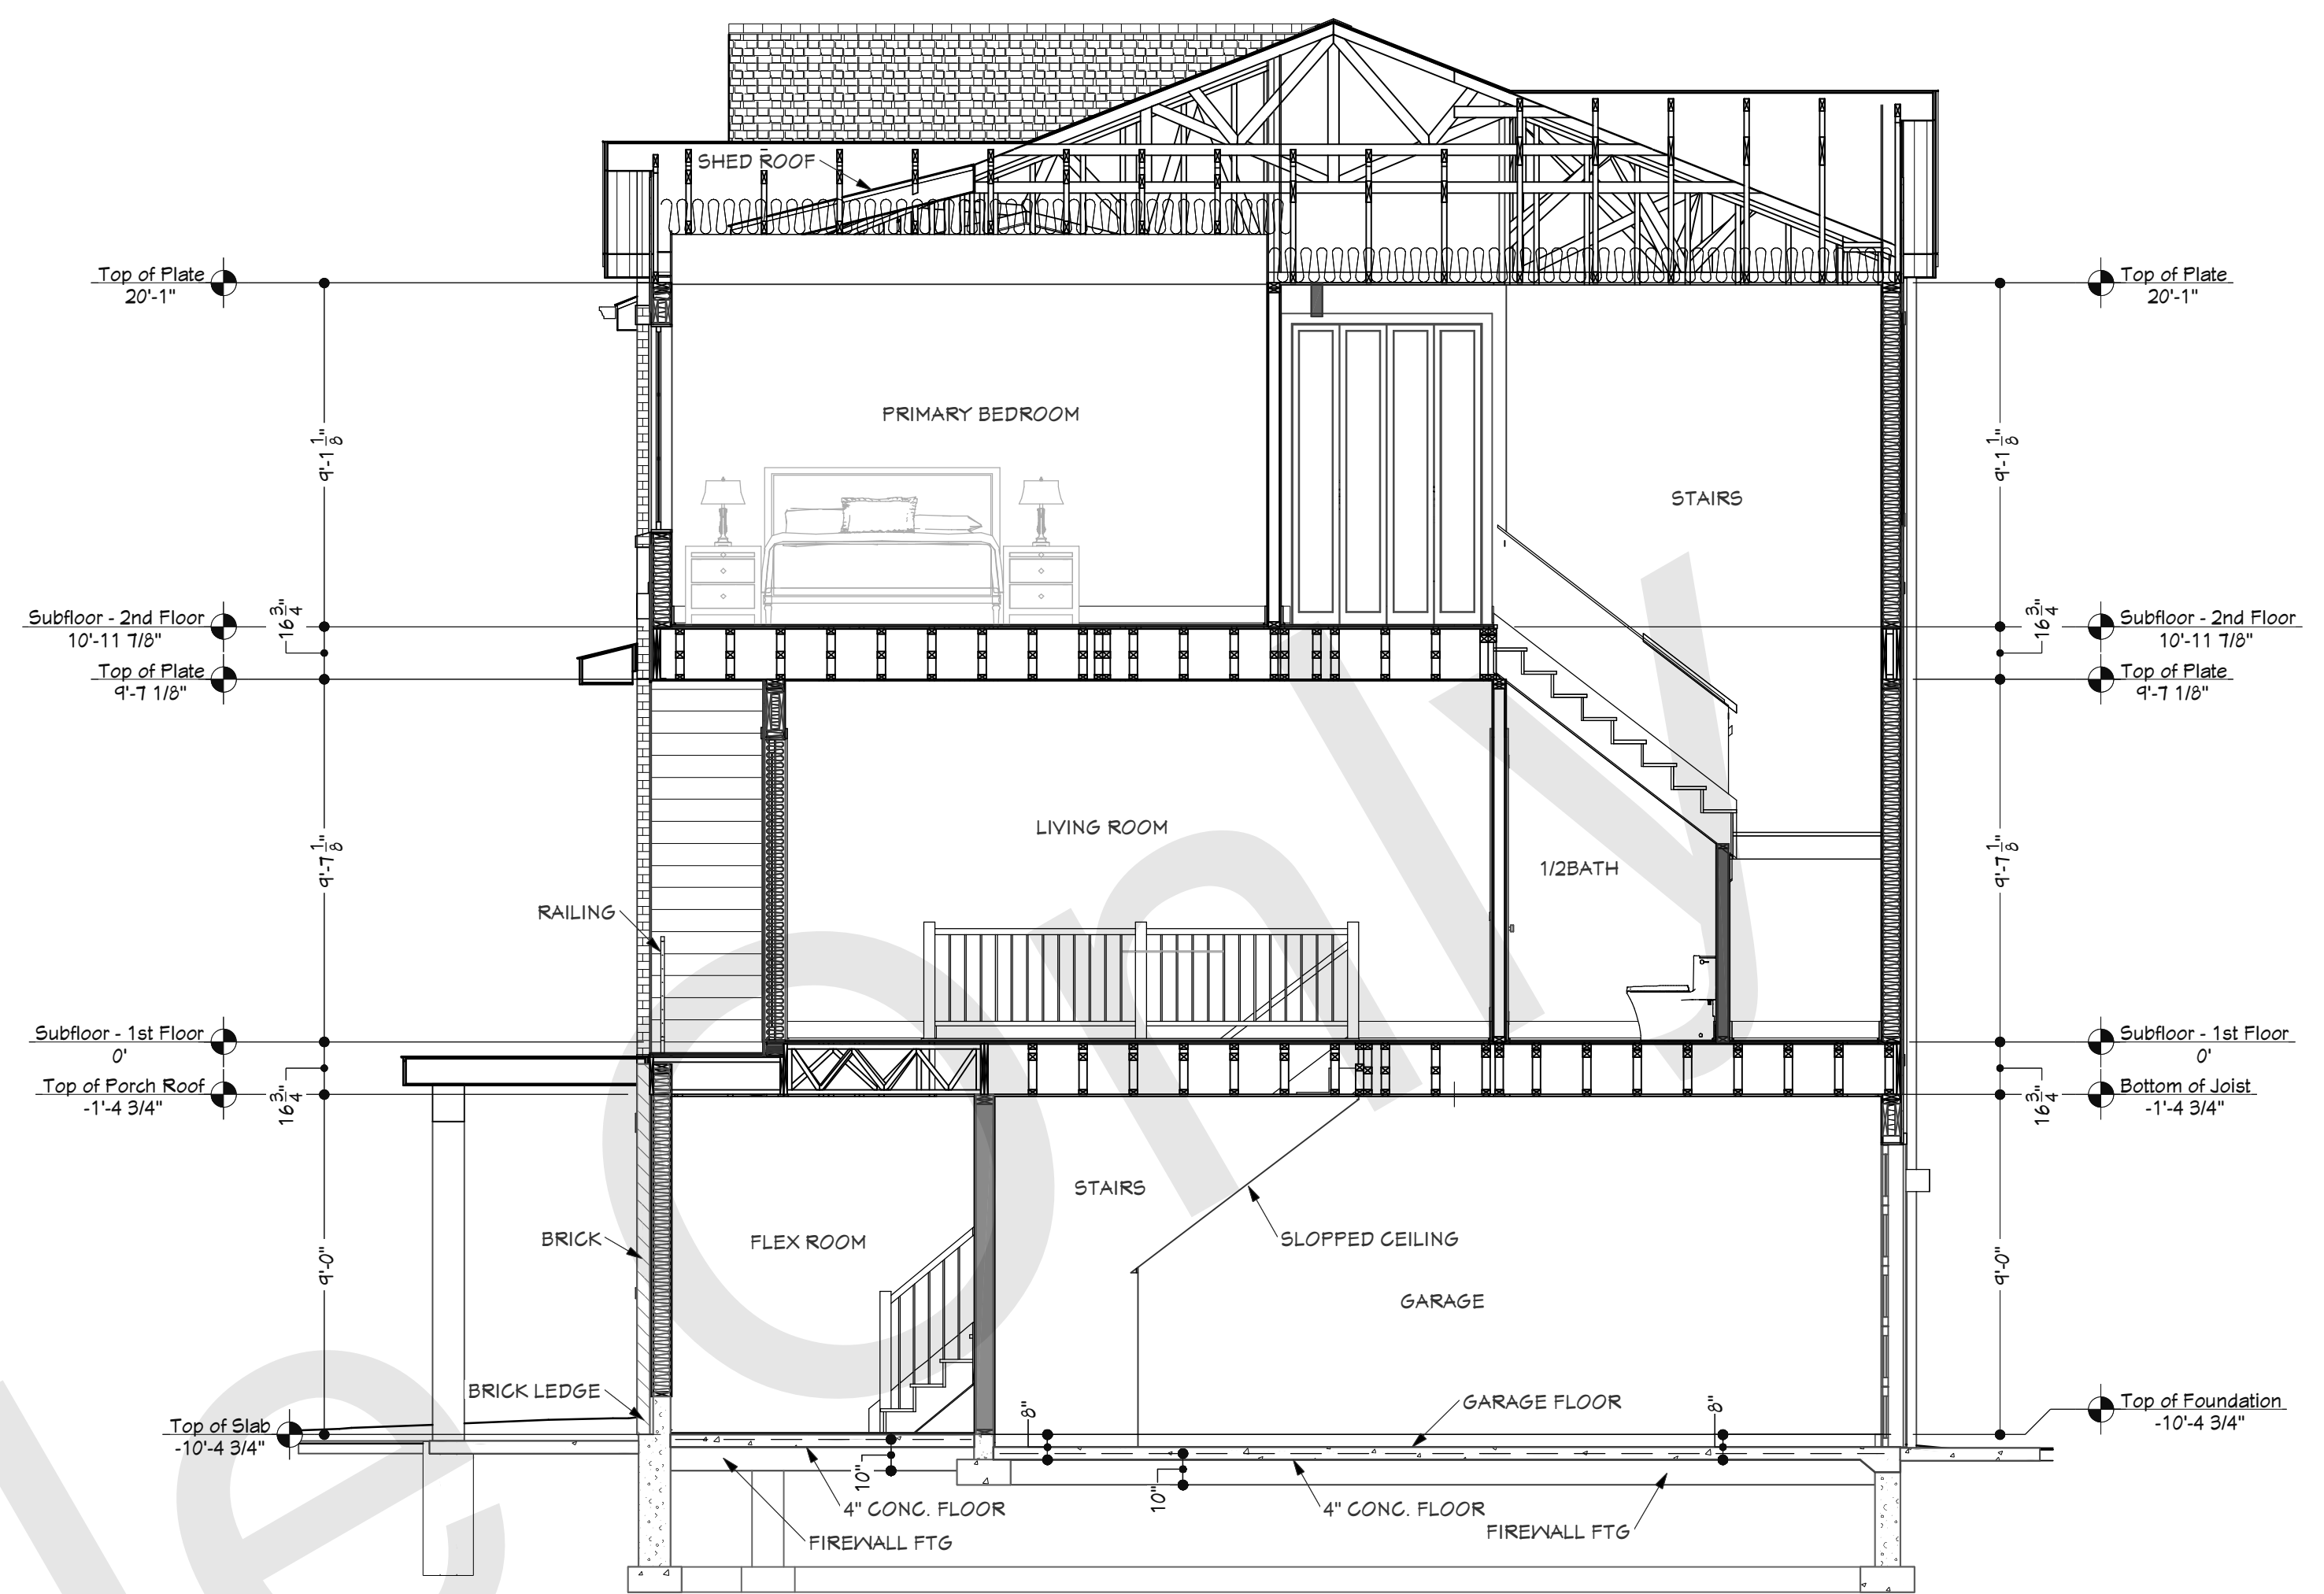 SHED ROOF
Top of Plate
20'-1"
Top of Plate
20'-1"
9'-1 1/8"
PRIMARY BEDROOM
9'-1 1/8"
STAIRS
Subfloor - 2nd Floor
10'-11 7/8"
16 3/4"
Top of Plate
9'-7 1/8"
16 3/4"
Subfloor - 2nd Floor
10'-11 7/8"
Top of Plate
9'-7 1/8"
9'-7 1/8"
LIVING ROOM
1/2BATH
9'-7 1/8"
RAILING
Subfloor - 1st Floor
0'
Top of Porch Roof
-1'-4 3/4"
16 3/4"
Subfloor - 1st Floor
0'
Bottom of Joist
-1'-4 3/4"
16 3/4"
STAIRS
BRICK
FLEX ROOM
SLOPPED CEILING
9'-0"
GARAGE
9'-0"
BRICK LEDGE
GARAGE FLOOR
8"
8"
Top of Slab
-10'-4 3/4"
Top of Foundation
-10'-4 3/4"
10"
10"
4" CONC. FLOOR
4" CONC. FLOOR
FIREWALL FTG
FIREWALL FTG
le Only